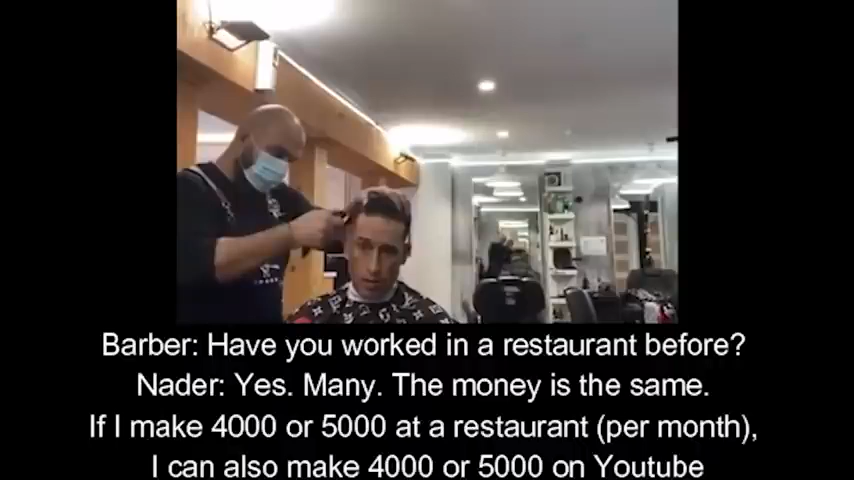 Barber: Have you worked in a restaurant before?
Nader: Yes. Many. The money is the same.
If I make 4000 or 5000 at a restaurant (per month),
I can also make 4000 or 5000 on Youtube